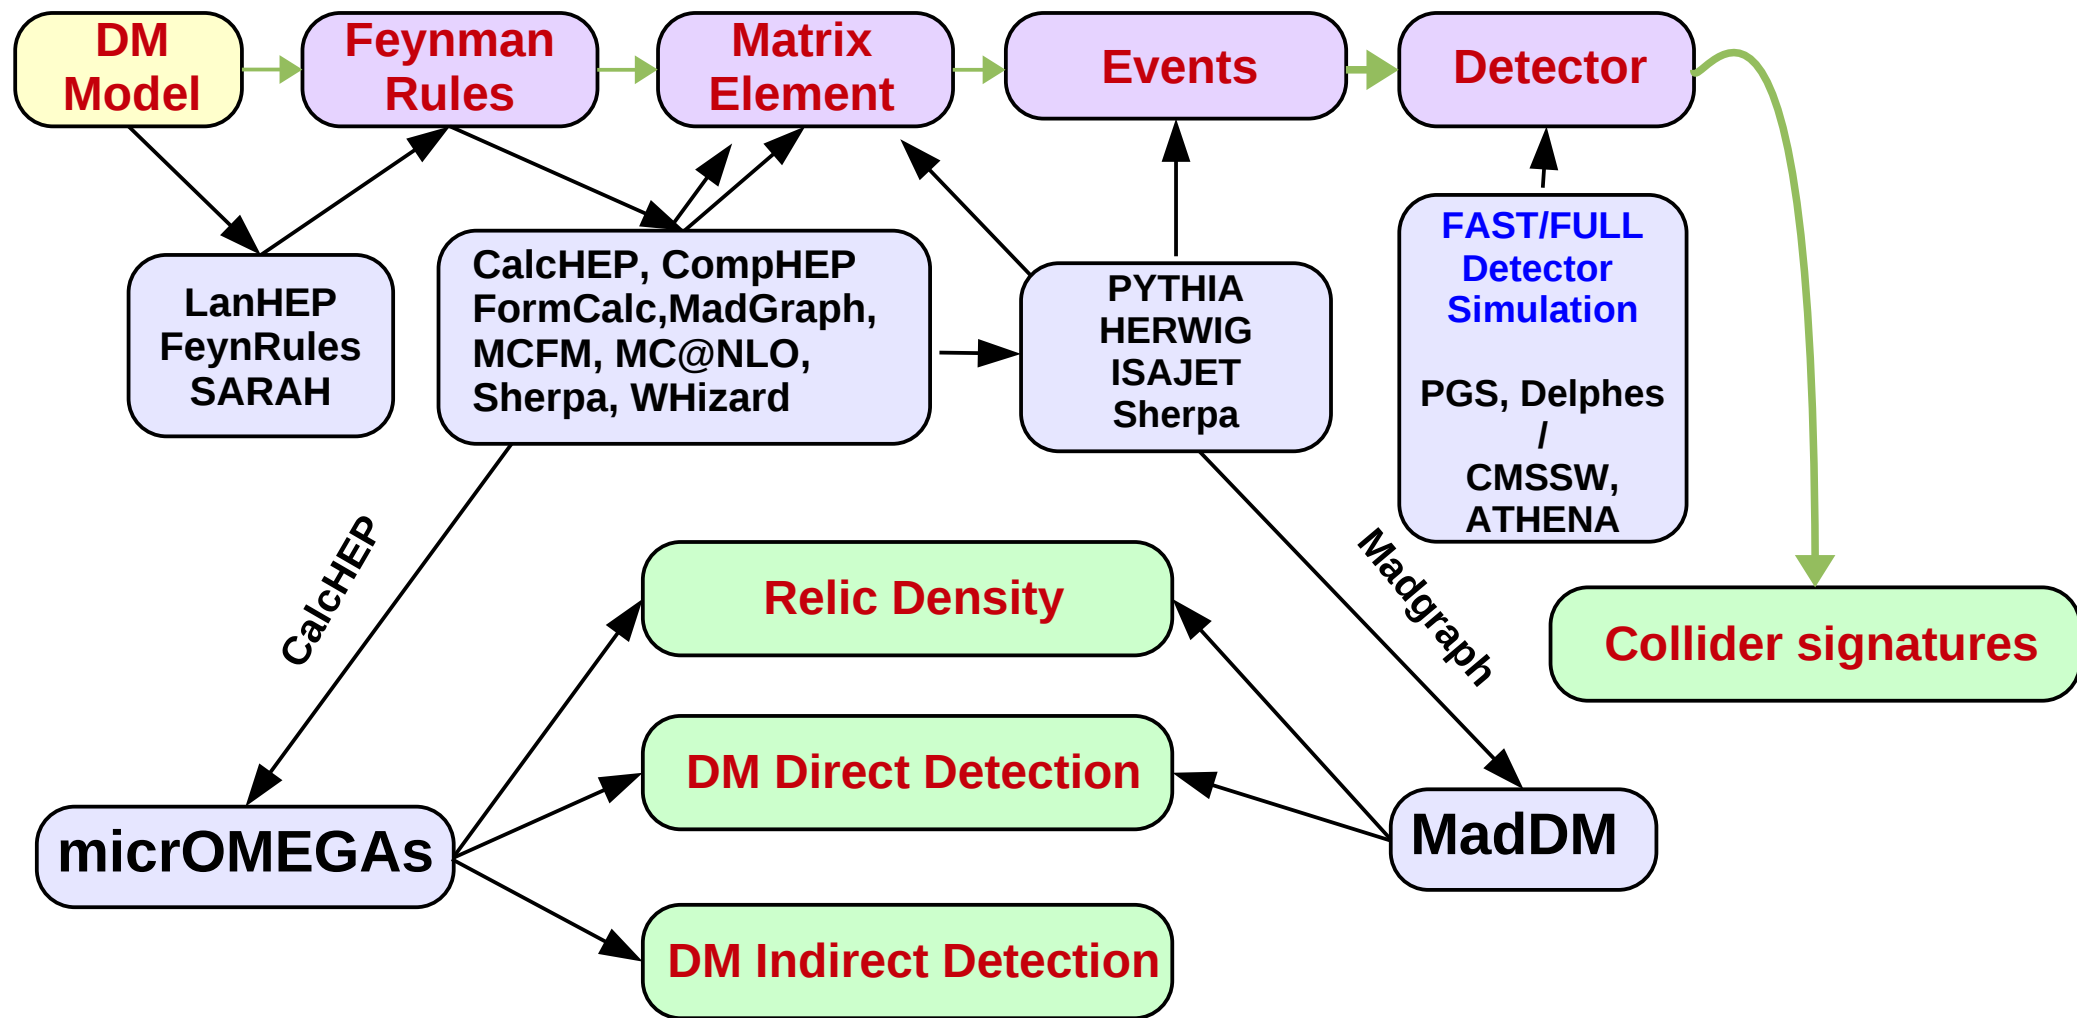 DM
Model
Feynman
Rules
Matrix
Element
Events
Detector
LanHEP
FeynRules
SARAH
CalcHEP, CompHEP
FormCalc,MadGraph,
MCFM, MC@NLO,
Sherpa, WHizard
PYTHIA
HERWIG
ISAJET
Sherpa
FAST/FULL
Detector
Simulation
PGS, Delphes
/
CMSSW,
ATHENA
CalcHEP
Madgraph
Relic Density
Collider signatures
DM Direct Detection
micrOMEGAs
MadDM
DM Indirect Detection